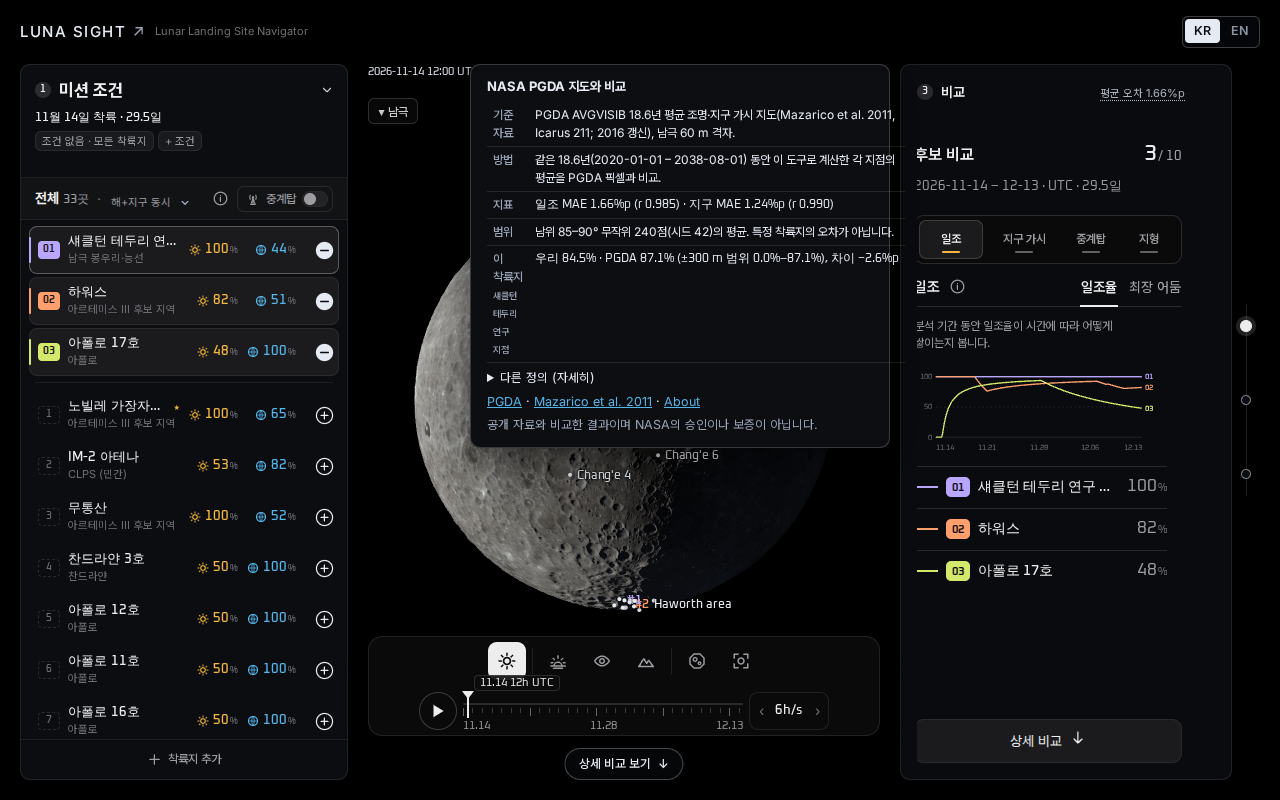 LUNA SIGHT ↗ Lunar Landing Site Navigator
KR EN
1 미션 조건
11월 14일 착륙 · 29.5일
조건 없음 · 모든 착륙지 + 조건
전체 33곳 · 해+지구 동시 중계탑
01 섀클턴 테두리 연... 100% 44%
남극 봉우리·능선
02 하워스 82% 51%
아르테미스 III 후보 지역
03 아폴로 17호 48% 100%
아폴로
1 노빌레 가장자... ★ 100% 65%
아르테미스 III 후보 지역
2 IM-2 아테나 53% 82%
CLPS (민간)
3 무통산 100% 52%
아르테미스 III 후보 지역
4 찬드라얀 3호 50% 100%
찬드라얀
5 아폴로 12호 50% 100%
아폴로
6 아폴로 11호 50% 100%
아폴로
7 아폴로 16호 50% 100%
아폴로
+ 착륙지 추가
2026-11-14 12:00 UT
▾ 남극
NASA PGDA 지도와 비교
기준 자료
PGDA AVGVISIB 18.6년 평균 조명·지구 가시 지도(Mazarico et al. 2011,
Icarus 211; 2016 갱신), 남극 60 m 격자.
방법
같은 18.6년(2020-01-01 – 2038-08-01) 동안 이 도구로 계산한 각 지점의
평균을 PGDA 픽셀과 비교.
지표 일조 MAE 1.66%p (r 0.985) · 지구 MAE 1.24%p (r 0.990)
범위 남위 85–90° 무작위 240점(시드 42)의 평균. 특정 착륙지의 오차가 아닙니다.
이 우리 84.5% · PGDA 87.1% (±300 m 범위 0.0%–87.1%), 차이 −2.6%p
착륙지
섀클턴
테두리
연구
지점
▶ 다른 정의 (자세히)
PGDA · Mazarico et al. 2011 · About
공개 자료와 비교한 결과이며 NASA의 승인이나 보증이 아닙니다.
Chang'e 6
Chang'e 4
#2 Haworth area
11.14 12h UTC
11.14 11.28 12.13
‹ 6h/s ›
상세 비교 보기 ↓
3 비교 평균 오차 1.66%p
후보 비교 3 / 10
2026-11-14 – 12-13 · UTC · 29.5일
일조 지구 가시 중계탑 지형
일조 일조율 최장 어둠
분석 기간 동안 일조율이 시간에 따라 어떻게
쌓이는지 봅니다.
100
50
0
01
02
03
11.14 11.21 11.28 12.06 12.13
01 섀클턴 테두리 연구 ... 100%
02 하워스 82%
03 아폴로 17호 48%
상세 비교 ↓